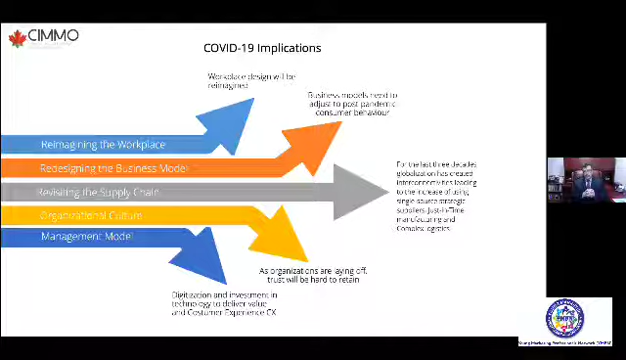 CIMMO
COVID-19 Implications
Workplace design will be
reimagined
Business models need to
adjust to post pandemic
consumer behaviour
Reimagining the Workplace
Redesigning the Business Model
Revisiting the Supply Chain
Organizational Culture
Management Model
For the last three decades
globalization has created
interconnectivities leading
to the increase of using
single source strategic
suppliers, Just-in-Time
manufacturing and
Complex logistics.
As organizations are laying off,
trust will be hard to retain
Digitization and investment in
technology to deliver value
and Costumer Experience CX